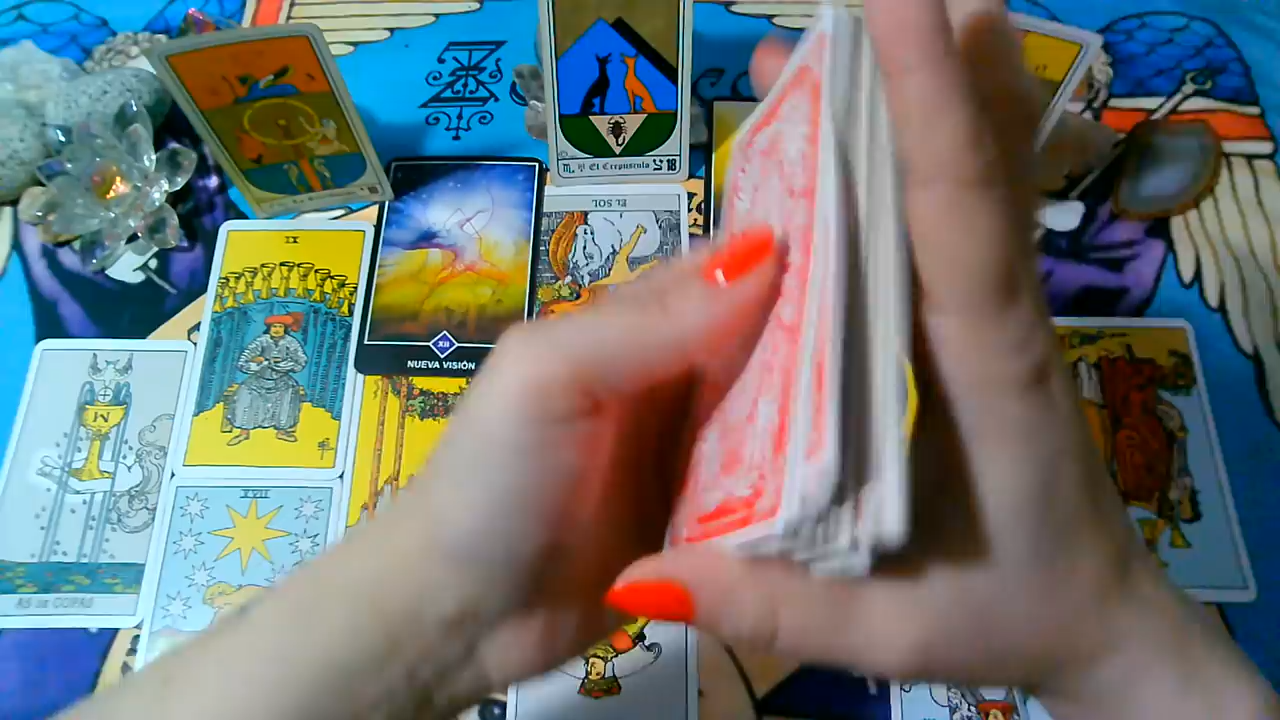 El Crepusculo 18
EL SOL
IX
XII
NUEVA VISIÓN
XVII
AS DE COPAS